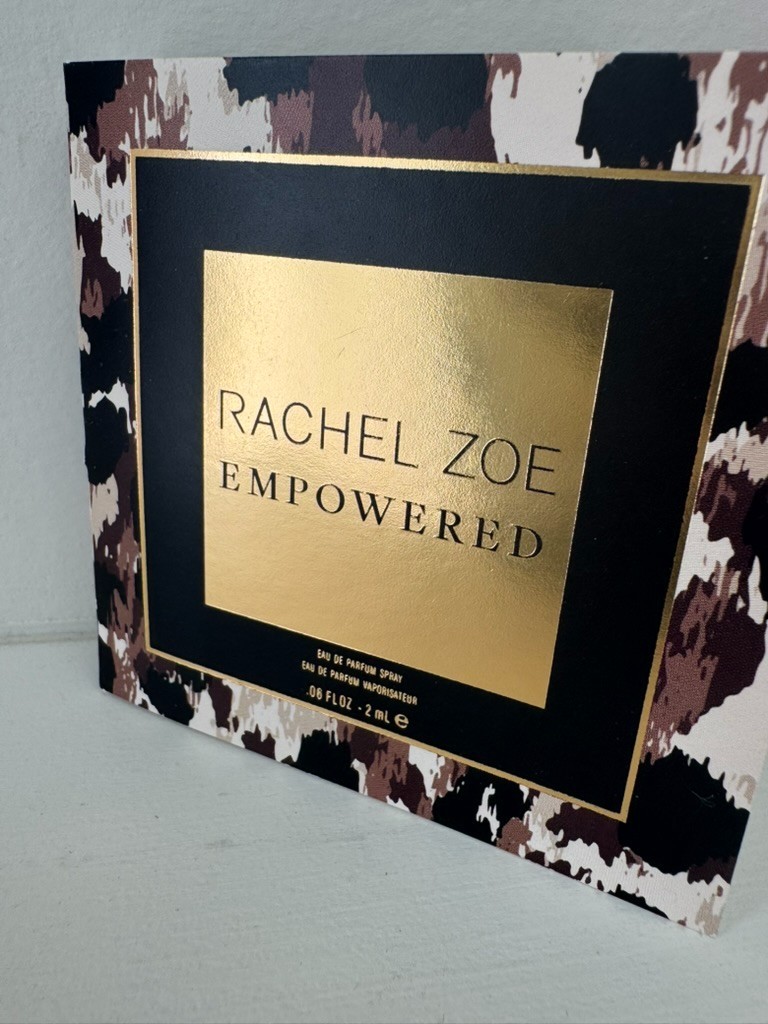 RACHEL ZOE
EMPOWERED
EAU DE PARFUM SPRAY
EAU DE PARFUM VAPORISATEUR
.06 FL OZ - 2 mL ℮